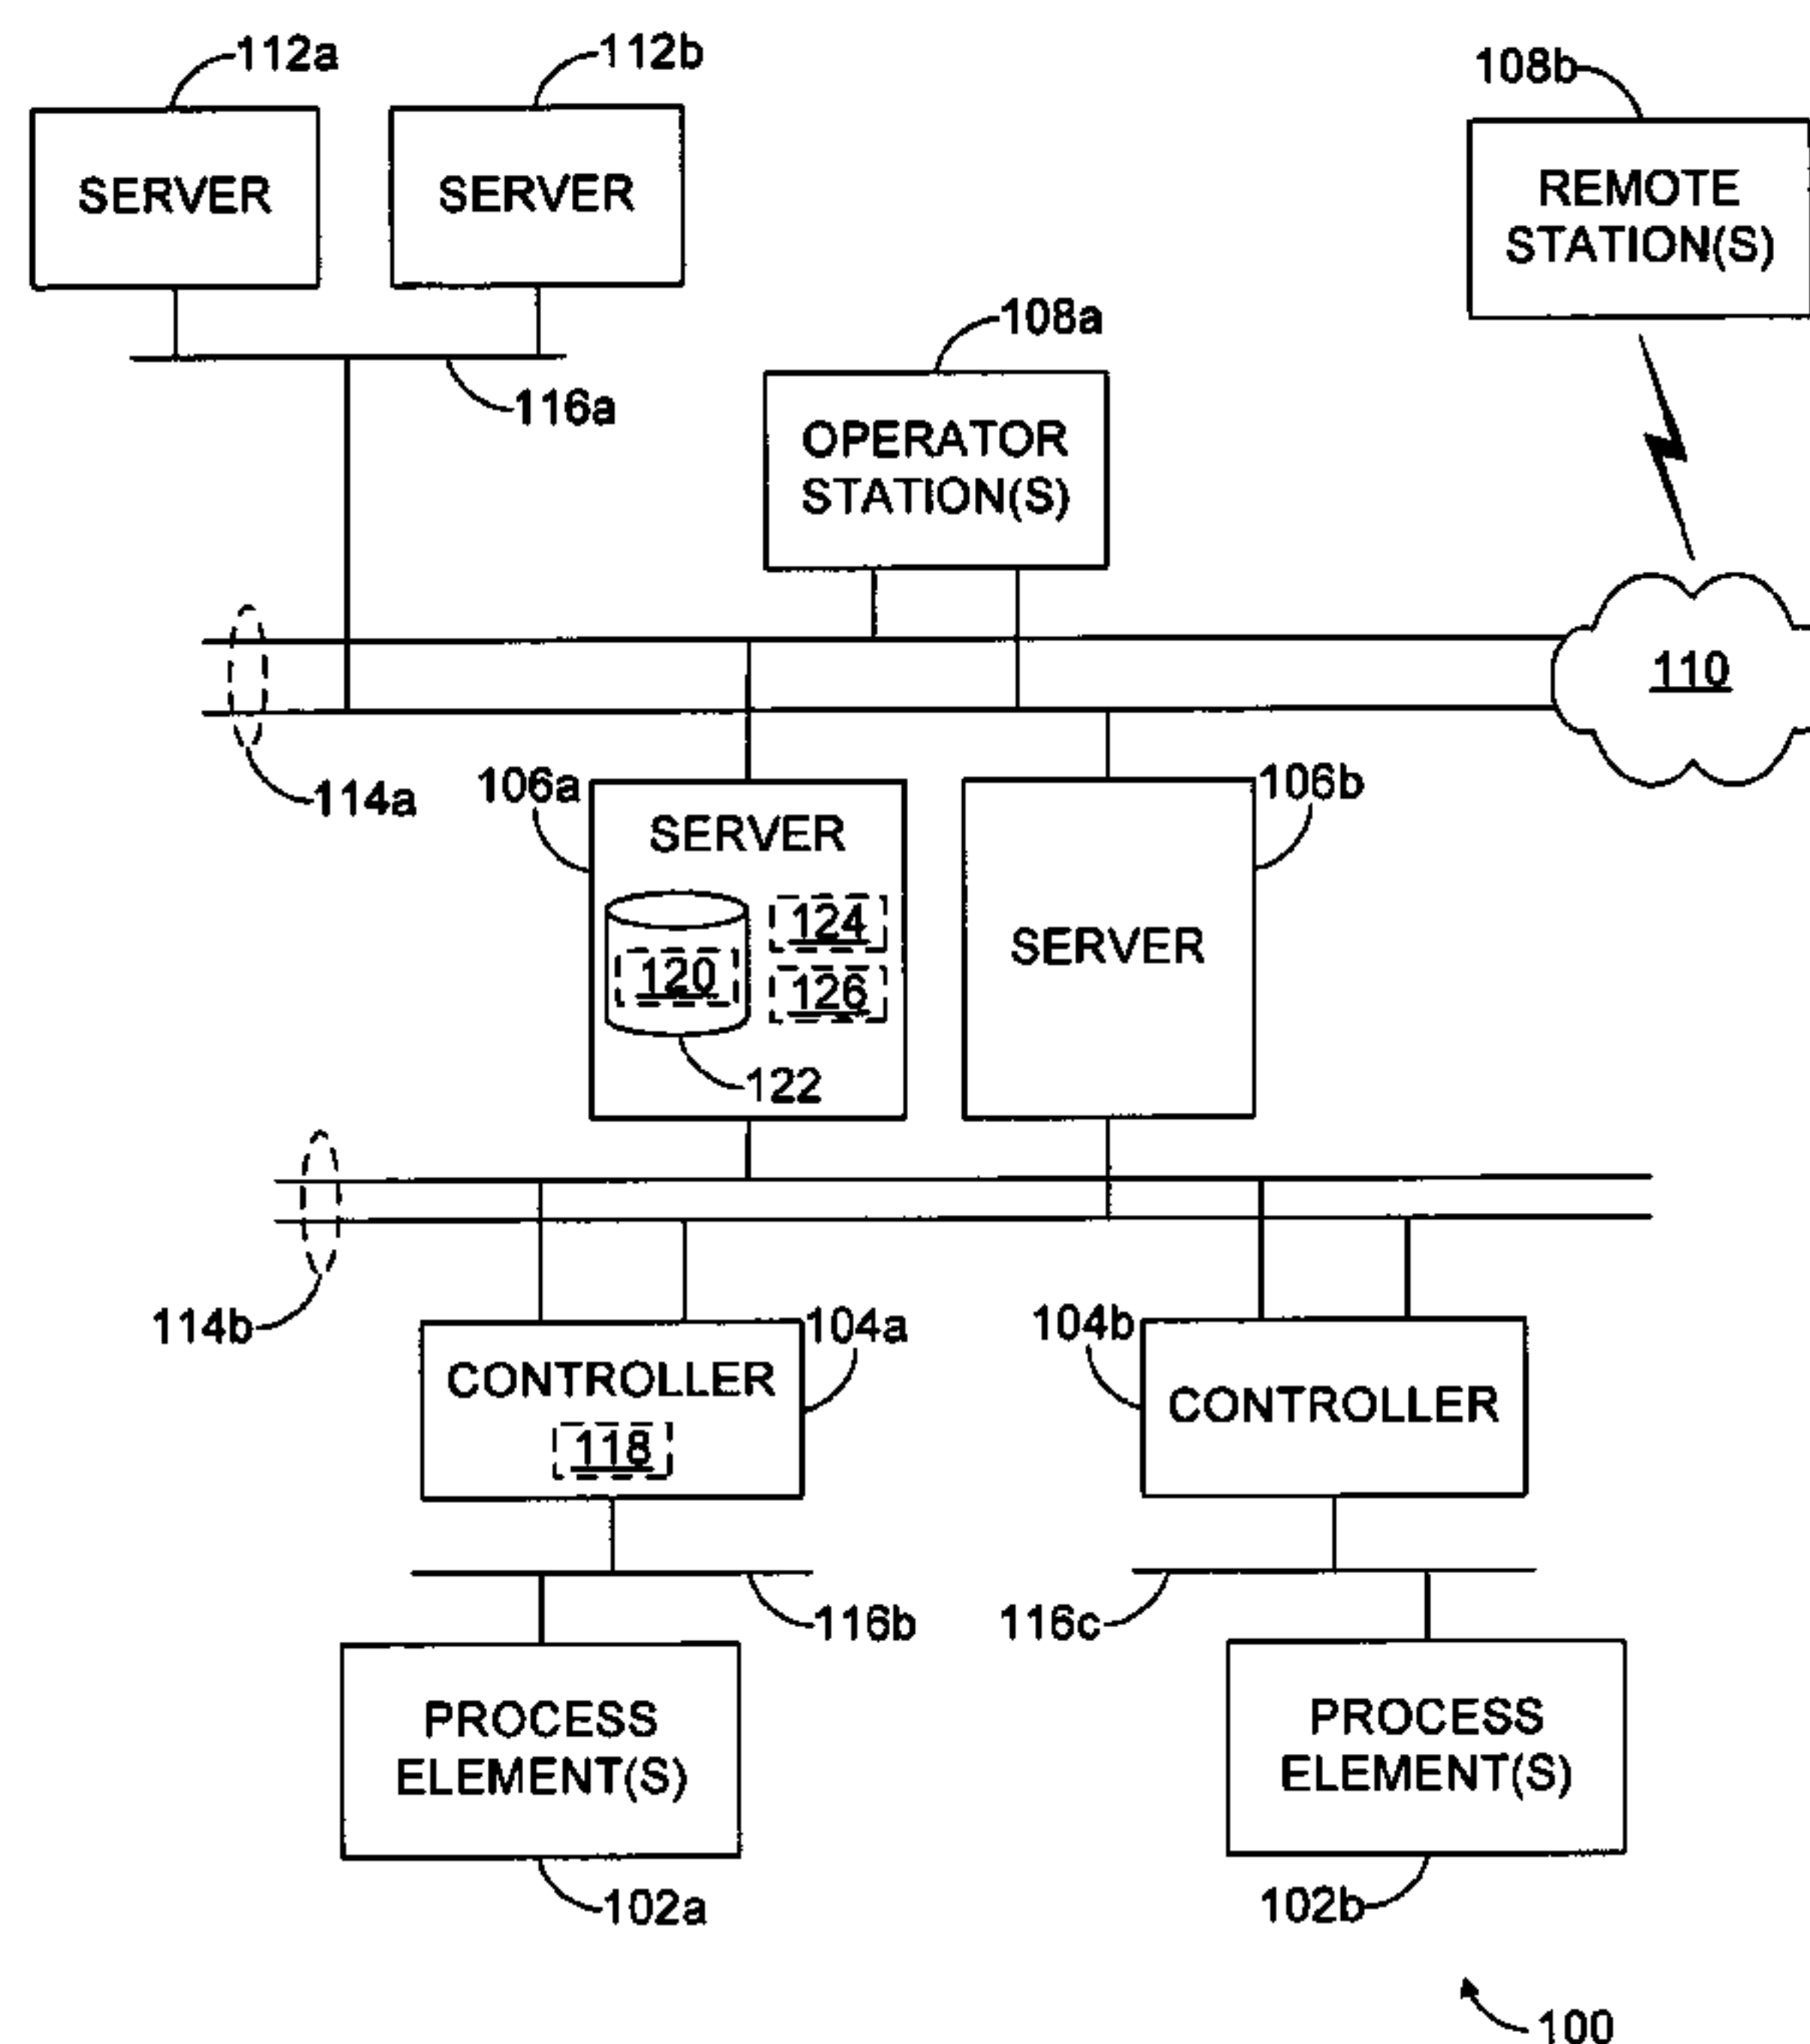 112a
112b
108b
SERVER
SERVER
REMOTE
STATION(S)
108a
116a
OPERATOR
STATION(S)
110
114a
106a
106b
SERVER
124
120
126
SERVER
122
114b
104a
104b
CONTROLLER
118
CONTROLLER
116b
116c
PROCESS
ELEMENT(S)
PROCESS
ELEMENT(S)
102a
102b
100